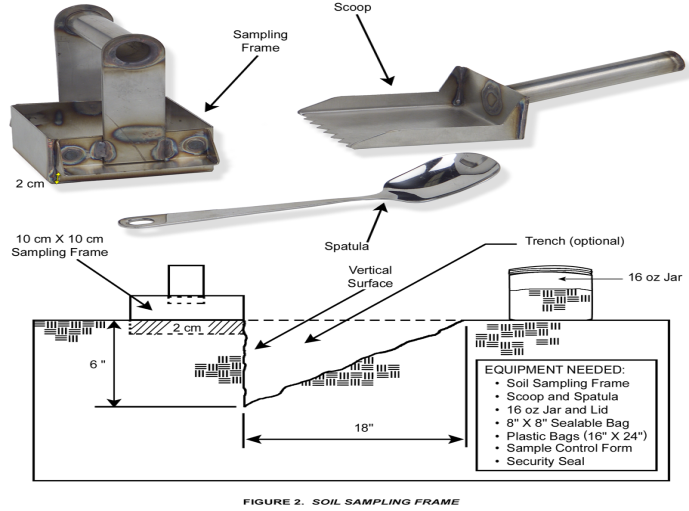 Scoop
Sampling
Frame
2 cm
Spatula
10 cm X 10 cm
Sampling Frame
Vertical
Surface
Trench (optional)
16 oz Jar
2 cm
6 "
18"
EQUIPMENT NEEDED:
• Soil Sampling Frame
• Scoop and Spatula
• 16 oz Jar and Lid
• 8" X 8" Sealable Bag
• Plastic Bags (16" X 24")
• Sample Control Form
• Security Seal
FIGURE 2. SOIL SAMPLING FRAME